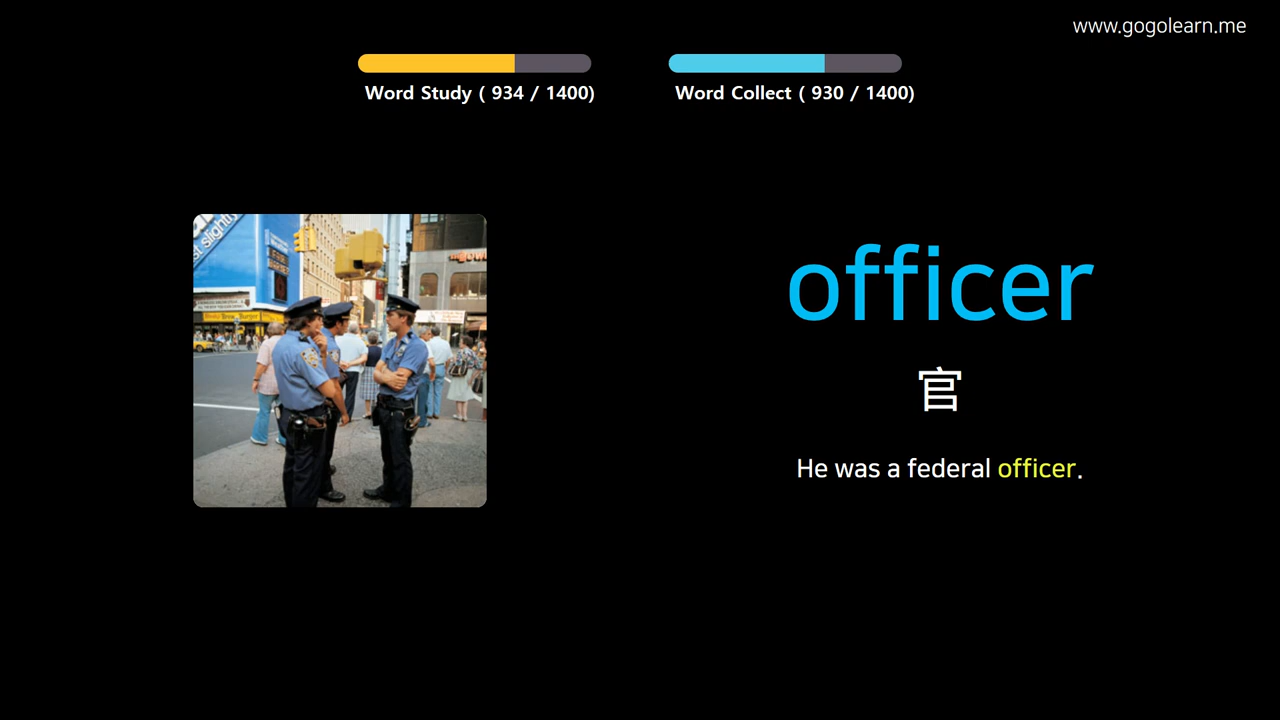 www.gogolearn.me
Word Study ( 934 / 1400)
Word Collect ( 930 / 1400)
officer
官
He was a federal officer.